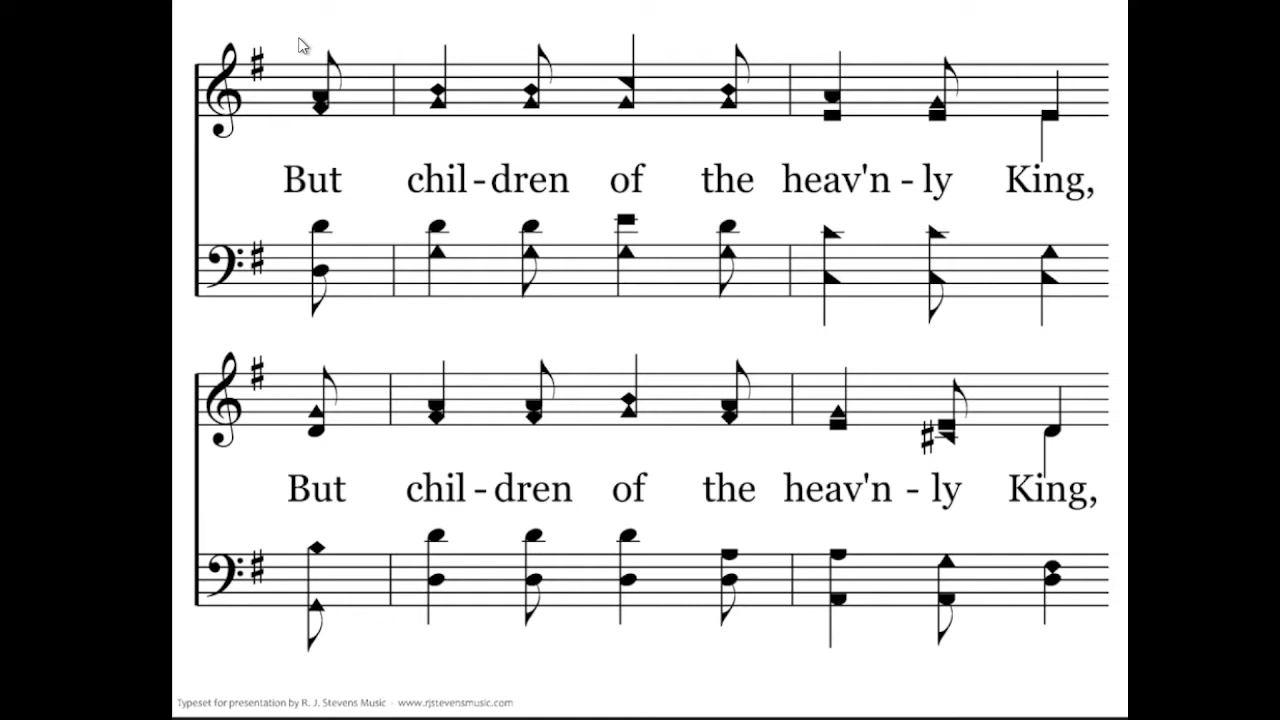 But chil - dren of the heav'n - ly King,
But chil - dren of the heav'n - ly King,
Typeset for presentation by R. J. Stevens Music - www.rjstevensmusic.com